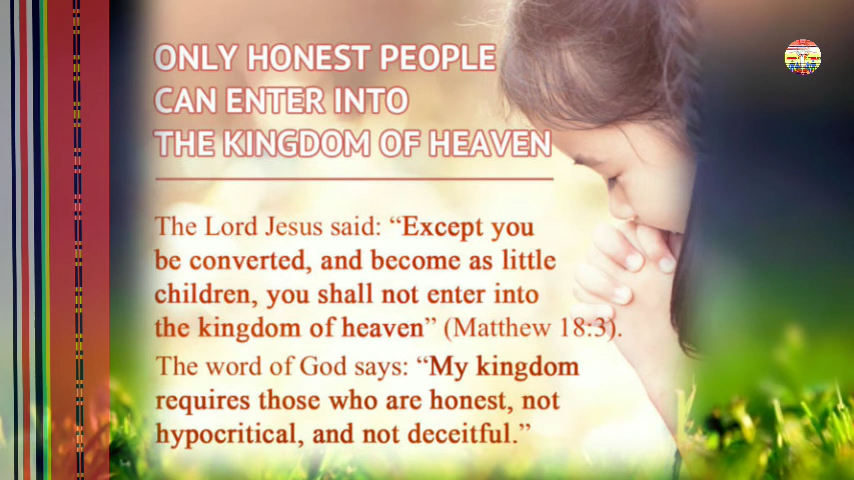 ONLY HONEST PEOPLE
CAN ENTER INTO
THE KINGDOM OF HEAVEN
The Lord Jesus said: “Except you
be converted, and become as little
children, you shall not enter into
the kingdom of heaven” (Matthew 18:3).
The word of God says: “My kingdom
requires those who are honest, not
hypocritical, and not deceitful.”